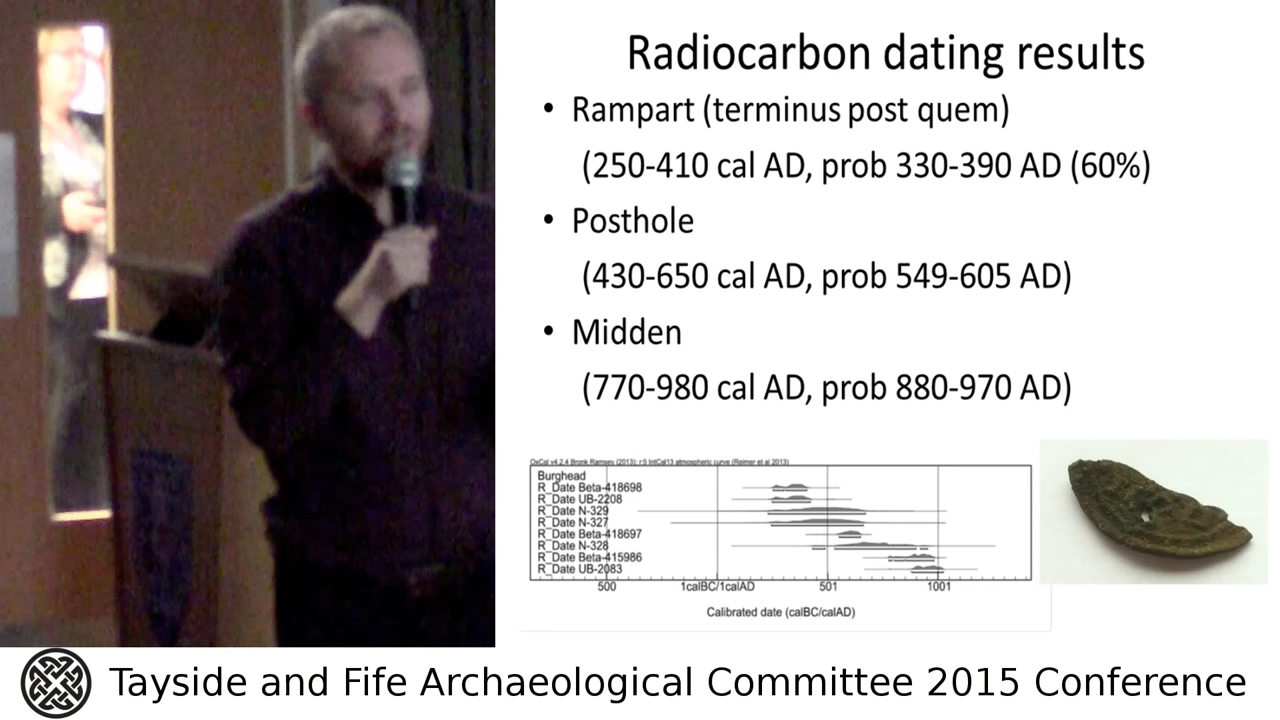 Radiocarbon dating results
• Rampart (terminus post quem)
(250-410 cal AD, prob 330-390 AD (60%)
• Posthole
(430-650 cal AD, prob 549-605 AD)
• Midden
(770-980 cal AD, prob 880-970 AD)
OxCal v4.2.4 Bronk Ramsey (2013); r:5 IntCal13 atmospheric curve (Reimer et al 2013)
Burghead
R_Date Beta-418698
R_Date UB-2208
R_Date N-329
R_Date N-327
R_Date Beta-418697
R_Date N-328
R_Date Beta-415986
R_Date UB-2083
500 1calBC/1calAD 501 1001
Calibrated date (calBC/calAD)
Tayside and Fife Archaeological Committee 2015 Conference